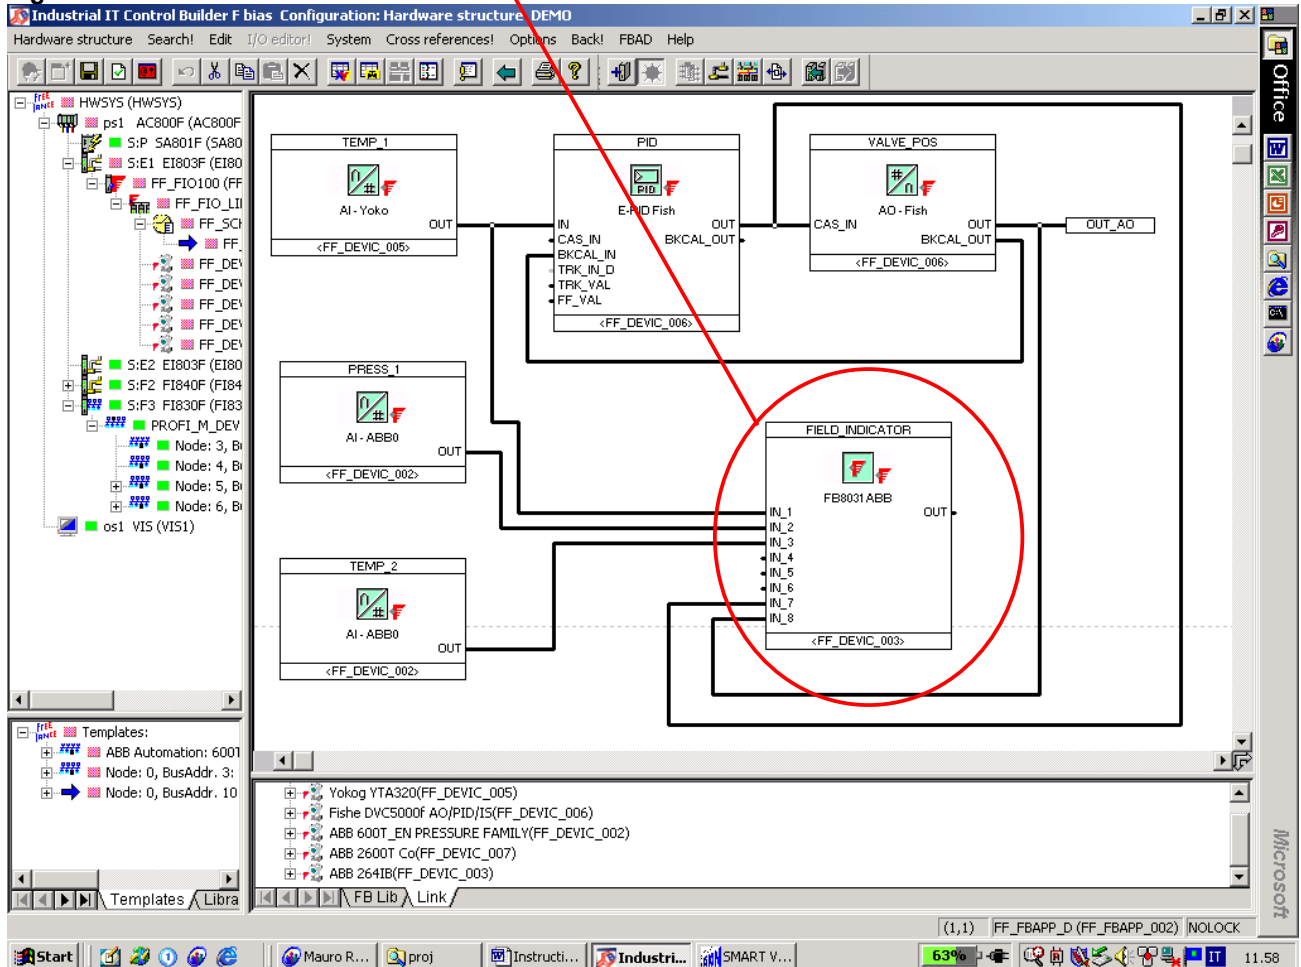 Industrial IT Control Builder F bias Configuration: Hardware structure DEMO
Hardware structure Search! Edit I/O editor! System Cross references! Options Back! FBAD Help
HWSYS (HWSYS)
ps1 AC800F (AC800F
S:P SA801F (SA80
S:E1 EI803F (EI80
FF_FIO100 (FF
FF_FIO_LI
FF_SCH
FF_
FF_DEV
FF_DEV
FF_DEV
FF_DEV
FF_DEV
S:E2 EI803F (EI80
S:F2 FI840F (FI84
S:F3 FI830F (FI83
PROFI_M_DEV
Node: 3, B
Node: 4, B
Node: 5, B
Node: 6, B
os1 VIS (VIS1)
TEMP_1
AI - Yoko
OUT
<FF_DEVIC_005>
PID
PID
E-PID Fish
IN OUT
CAS_IN BKCAL_OUT
BKCAL_IN
TRK_IN_D
TRK_VAL
FF_VAL
<FF_DEVIC_006>
VALVE_POS
AO - Fish
CAS_IN OUT
BKCAL_OUT
<FF_DEVIC_006>
OUT_AO
PRESS_1
AI - ABB0
OUT
<FF_DEVIC_002>
FIELD_INDICATOR
FB8031 ABB
IN_1 OUT
IN_2
IN_3
IN_4
IN_5
IN_6
IN_7
IN_8
<FF_DEVIC_003>
TEMP_2
AI - ABB0
OUT
<FF_DEVIC_002>
Templates:
ABB Automation: 6001
Node: 0, BusAddr. 3:
Node: 0, BusAddr. 10
Templates Libra
Yokog YTA320(FF_DEVIC_005)
Fishe DVC5000f AO/PID/IS(FF_DEVIC_006)
ABB 600T_EN PRESSURE FAMILY(FF_DEVIC_002)
ABB 2600T Co(FF_DEVIC_007)
ABB 264IB(FF_DEVIC_003)
FB Lib Link
(1,1) FF_FBAPP_D (FF_FBAPP_002) NOLOCK
Office
Microsoft
Start Mauro R... proj Instructi... Industri... SMART V... 63% IT 11.58